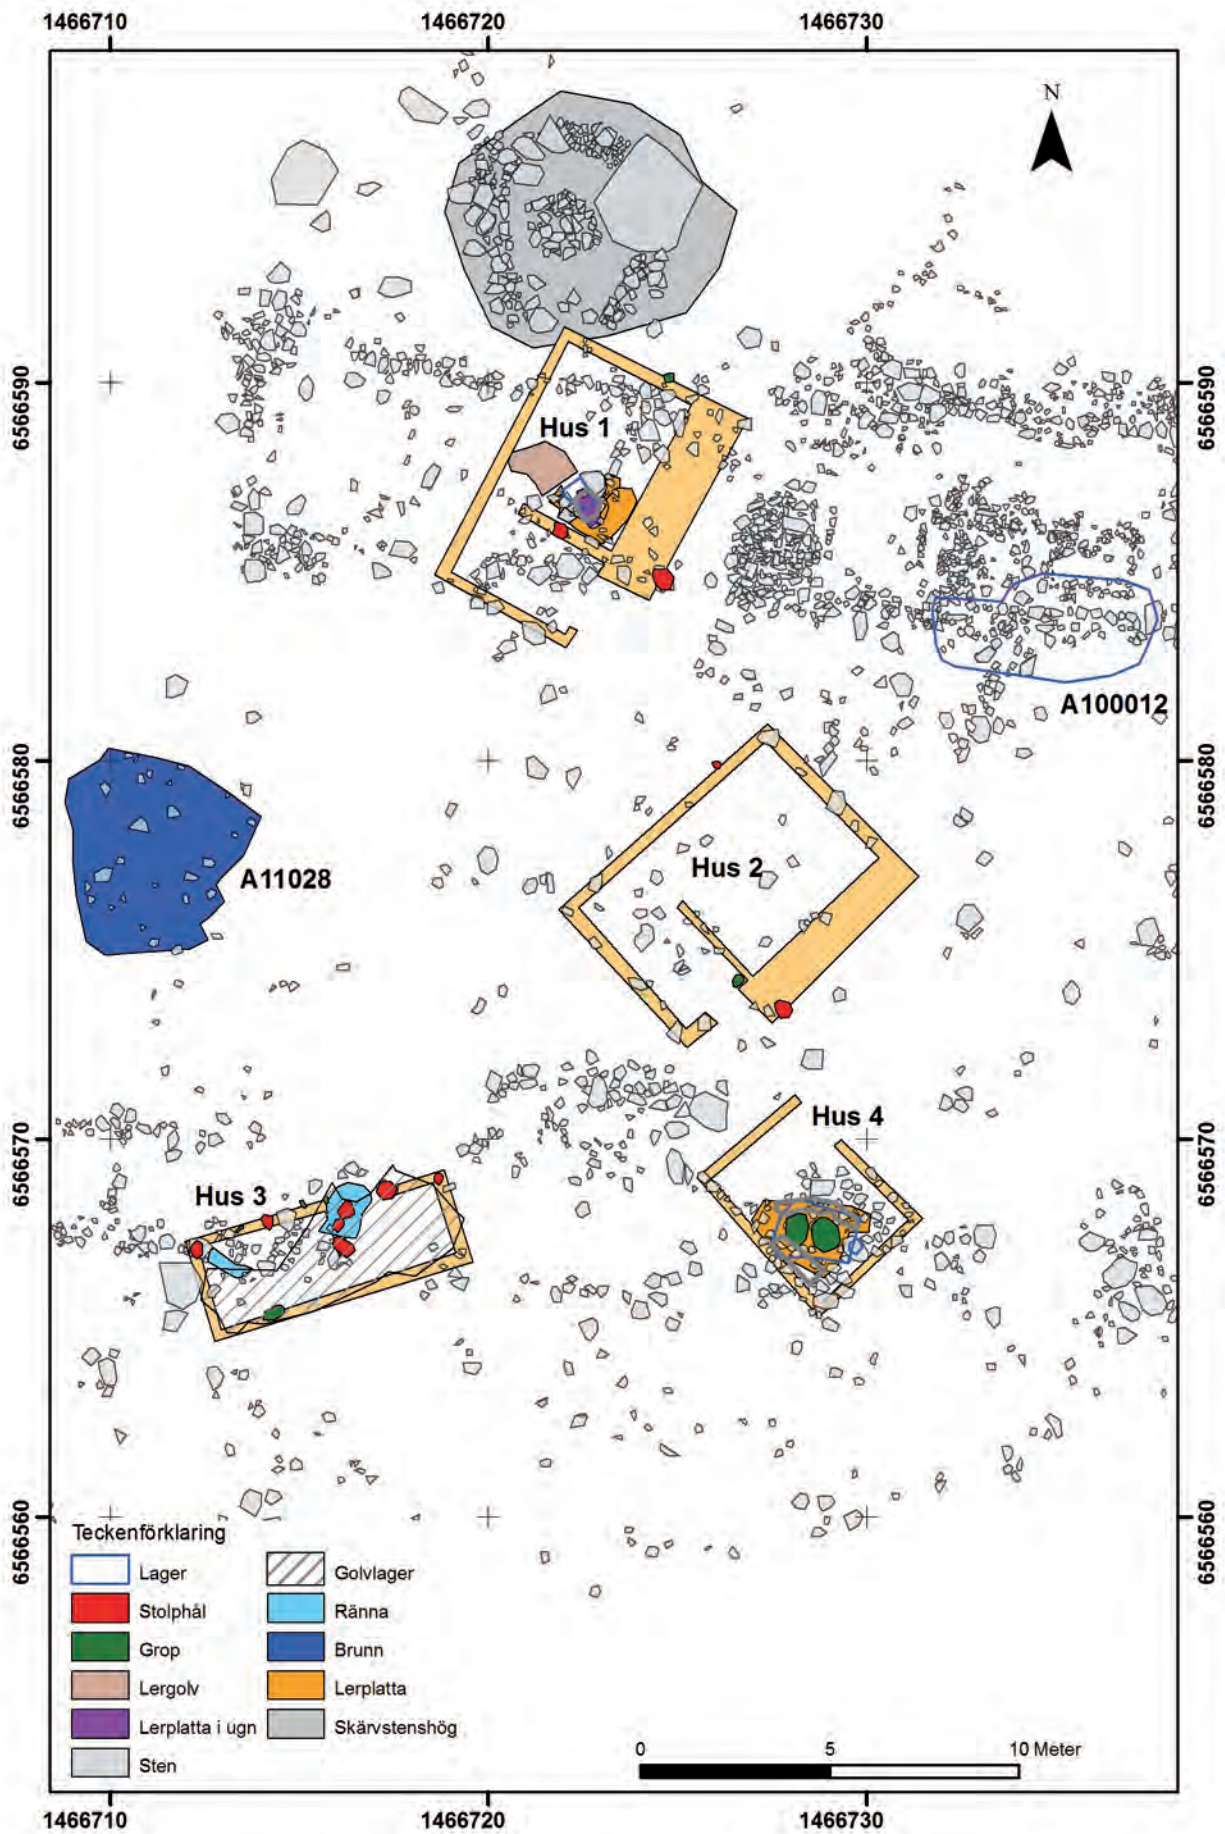 1466710 1466720 1466730
N
6566590 6566590
Hus 1
A100012
6566580 6566580
Hus 2
A11028
Hus 4
6566570 6566570
Hus 3
6566560 6566560
Teckenförklaring
Lager Golvlager
Stolphål Ränna
Grop Brunn
Lergolv Lerplatta
Lerplatta i ugn Skärvstenshög
Sten
0 5 10 Meter
1466710 1466720 1466730